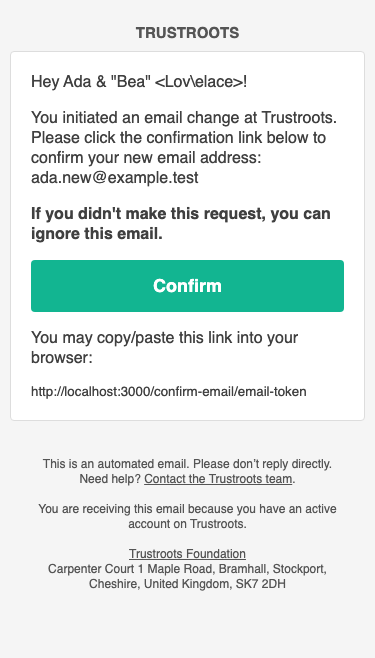 TRUSTROOTS
Hey Ada & "Bea" <Lov\elace>!
You initiated an email change at Trustroots.
Please click the confirmation link below to
confirm your new email address:
ada.new@example.test
If you didn't make this request, you can
ignore this email.
Confirm
You may copy/paste this link into your
browser:
http://localhost:3000/confirm-email/email-token
This is an automated email. Please don’t reply directly.
Need help? Contact the Trustroots team.
You are receiving this email because you have an active
account on Trustroots.
Trustroots Foundation
Carpenter Court 1 Maple Road, Bramhall, Stockport,
Cheshire, United Kingdom, SK7 2DH